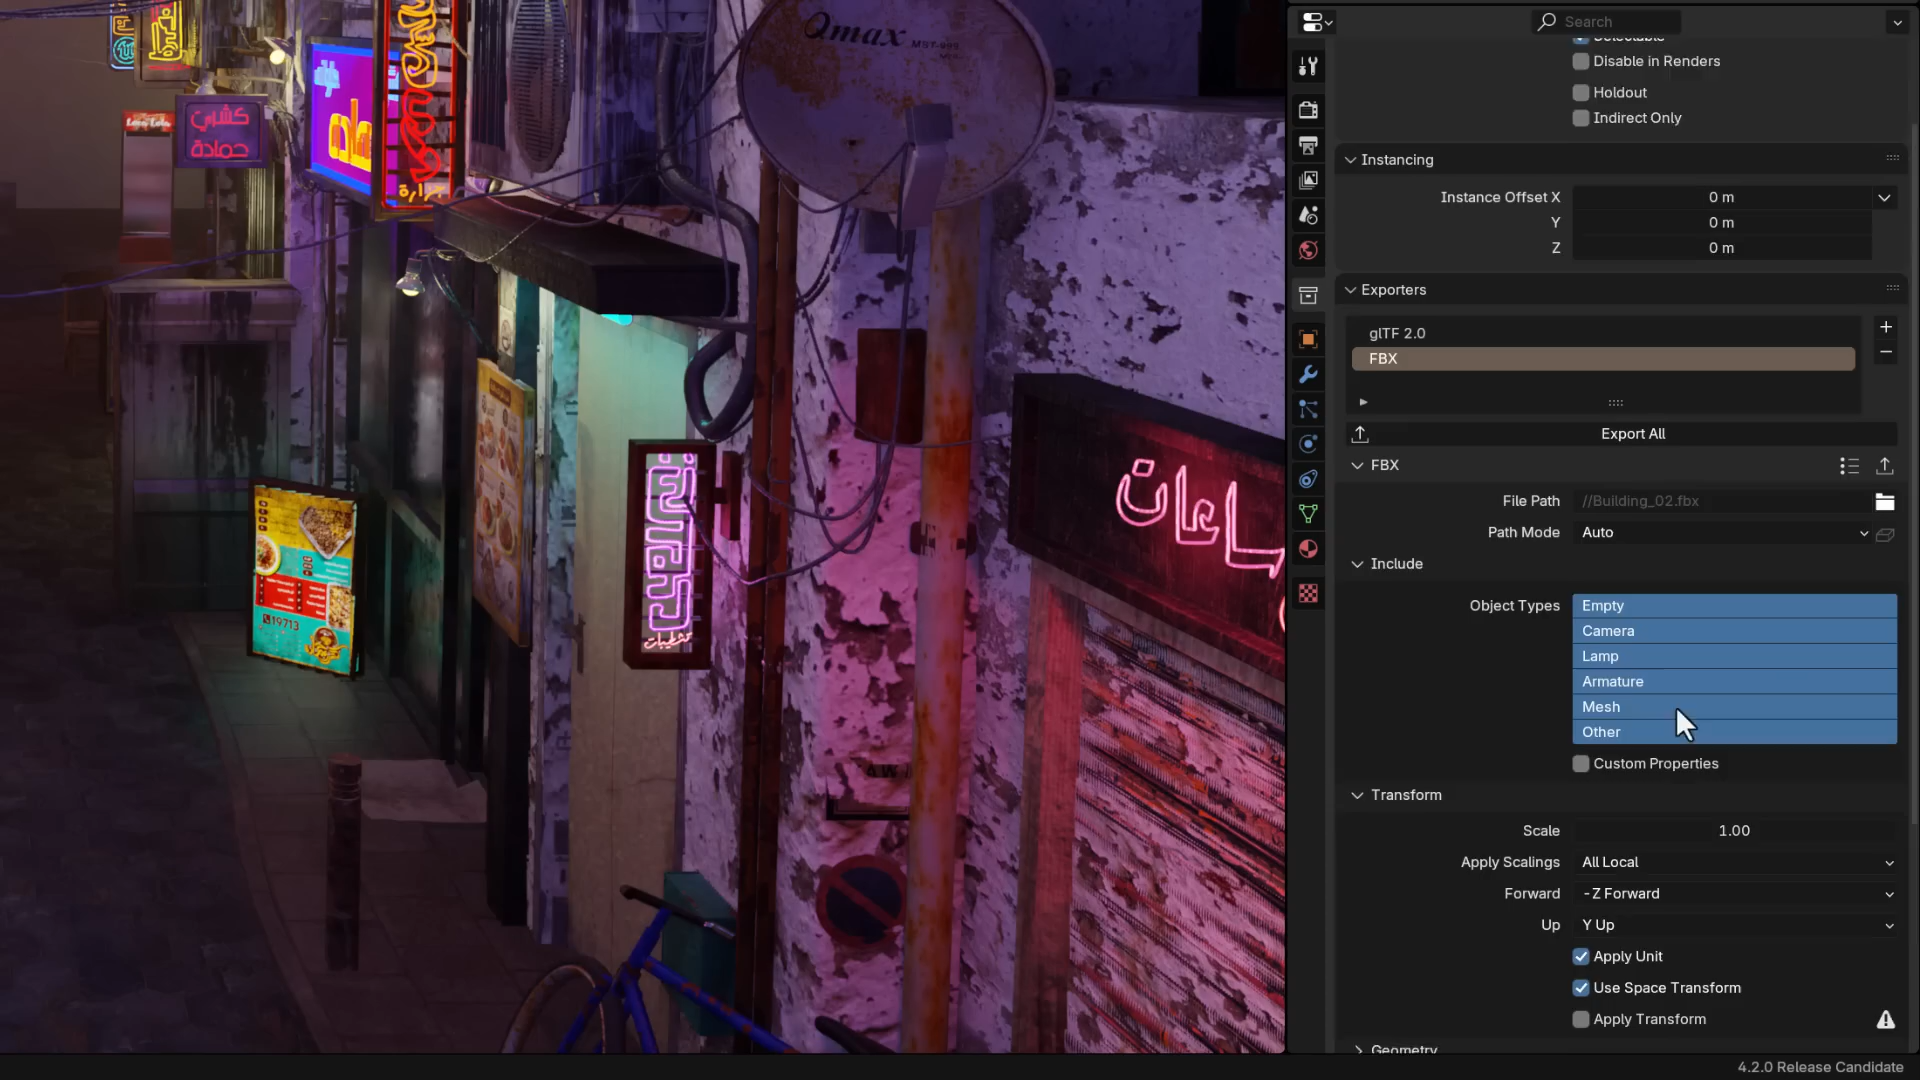 Qmax
كشري
حمادة
19713
ساعات
Search
Selectable
Disable in Renders
Holdout
Indirect Only
Instancing
Instance Offset X 0 m
Y 0 m
Z 0 m
Exporters
glTF 2.0
FBX
Export All
FBX
File Path //Building_02.fbx
Path Mode Auto
Include
Object Types Empty
Camera
Lamp
Armature
Mesh
Other
Custom Properties
Transform
Scale 1.00
Apply Scalings All Local
Forward -Z Forward
Up Y Up
Apply Unit
Use Space Transform
Apply Transform
Geometry
4.2.0 Release Candidate